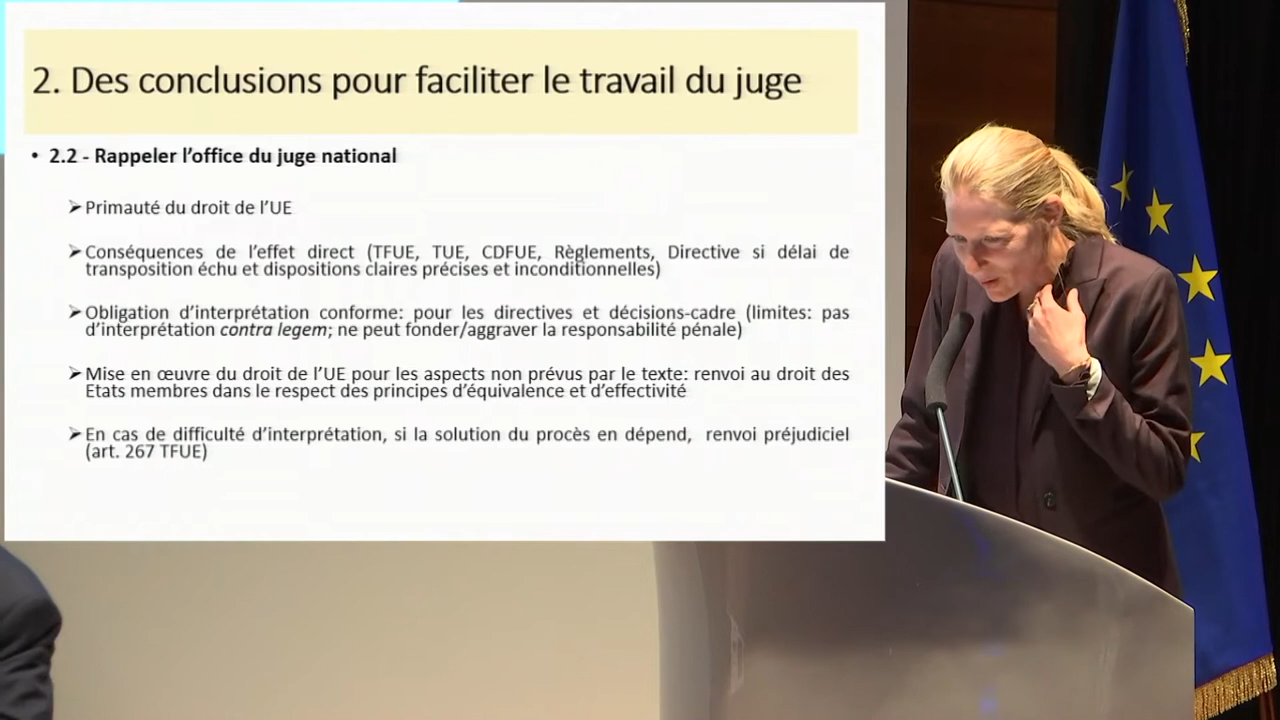 2. Des conclusions pour faciliter le travail du juge
• 2.2 - Rappeler l’office du juge national
➢ Primauté du droit de l’UE
➢ Conséquences de l’effet direct (TFUE, TUE, CDFUE, Règlements, Directive si délai de
transposition échu et dispositions claires précises et inconditionnelles)
➢ Obligation d’interprétation conforme: pour les directives et décisions-cadre (limites: pas
d’interprétation contra legem; ne peut fonder/aggraver la responsabilité pénale)
➢ Mise en œuvre du droit de l’UE pour les aspects non prévus par le texte: renvoi au droit des
Etats membres dans le respect des principes d’équivalence et d’effectivité
➢ En cas de difficulté d’interprétation, si la solution du procès en dépend, renvoi préjudiciel
(art. 267 TFUE)